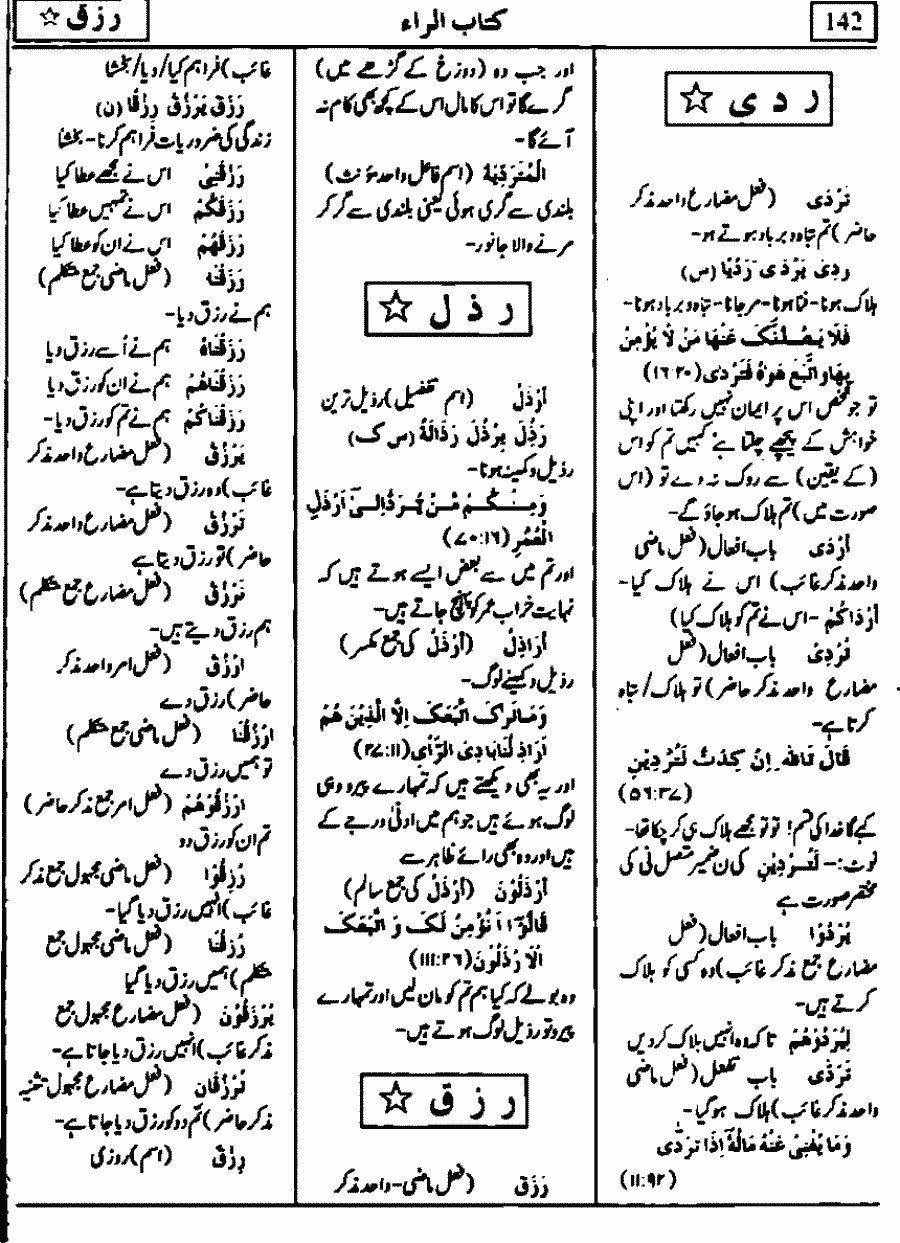 142
کتاب الراء
رزق ☆
ر د ی ☆
تَرْدَی (فعل مضارع واحد مذکر
حاضر) تم تباہ و برباد ہوتے ہو۔
رَدِیَ یَرْدَی رَدْیًا (س)
ہلاک ہونا۔ فنا ہونا۔ مرجانا۔ تباہ و برباد ہونا۔
فَلَا یَصُدَّنَّکَ عَنْهَا مَنْ لَا یُؤْمِنُ
بِهَا وَاتَّبَعَ هَوٰهُ فَتَرْدٰی (۱۶:۲۰)
تو جو شخص اس پر ایمان نہیں رکھتا اور اپنی
خواہش کے پیچھے چلتا ہے کہیں تم کو اس
(کے یقین) سے روک نہ دے تو (اس
صورت میں) تم ہلاک ہو جاؤ گے۔
اَرْدٰی باب افعال (فعل ماضی
واحد مذکر غائب) اس نے ہلاک کیا۔
اَرْدَاکُمْ ۔ اس نے تم کو ہلاک کیا)
تُرْدِیْ باب افعال (فعل
مضارع واحد مذکر حاضر) تو ہلاک/تباہ
کرتا ہے۔
قَالَ تَاللّٰهِ اِنْ کِدْتَّ لَتُرْدِیْنِ
(۵۶:۳۷)
کہے گا خدا کی قسم! تو تو مجھے ہلاک ہی کر چکا تھا۔
نوٹ:۔ لَتُرْدِیْنِ کی ن ضمیر متصل نی کی
مختصر صورت ہے
یُرْدُوْا باب افعال (فعل
مضارع جمع مذکر غائب) وہ کسی کو ہلاک
کرتے ہیں۔
لِیُرْدُوْهُمْ تاکہ وہ انہیں ہلاک کر دیں
تَرَدّٰی باب تفعل (فعل ماضی
واحد مذکر غائب) ہلاک ہو گیا۔
وَمَا یُغْنِیْ عَنْهُ مَالُهٗ اِذَا تَرَدّٰی
(۱۱:۹۲)
اور جب وہ (دوزخ کے گڑھے میں)
گرے گا تو اس کا مال اس کے کچھ بھی کام نہ
آئے گا۔
اَلْمُتَرَدِّیَةُ (اسم فاعل واحد مؤنث)
بلندی سے گری ہوئی یعنی بلندی سے گر کر
مرنے والا جانور۔
ر ذ ل ☆
اَرْذَلُ (اسم تفضیل) رذیل ترین
رَذُلَ یَرْذُلُ رَذَالَةً (س ک)
رذیل و کمینہ ہونا۔
وَمِنْکُمْ مَّنْ یُّرَدُّ اِلٰٓی اَرْذَلِ
الْعُمُرِ (۷۰:۱۶)
اور تم میں سے بعض ایسے ہوتے ہیں کہ
نہایت خراب عمر کو پہنچ جاتے ہیں۔
اَرَاذِلُ (اَرْذَلُ کی جمع مکسر)
رذیل و کمینے لوگ۔
وَمَا نَرٰکَ اتَّبَعَکَ اِلَّا الَّذِیْنَ هُمْ
اَرَاذِلُنَا بَادِیَ الرَّاْیِ (۲۷:۱۱)
اور یہ بھی دیکھتے ہیں کہ تمہارے پیرو وہی
لوگ ہوئے ہیں جو ہم میں ادنیٰ درجے کے
ہیں اور وہ بھی رائے ظاہر سے
اَرْذَلُوْنَ (اَرْذَلُ کی جمع سالم)
قَالُوْٓا اَنُؤْمِنُ لَکَ وَ اتَّبَعَکَ
الْاَرْذَلُوْنَ (۱۱۱:۲۶)
وہ بولے کہ کیا ہم تم کو مان لیں اور تمہارے
پیرو تو رذیل لوگ ہوتے ہیں۔
ر ز ق ☆
رَزَقَ (فعل ماضی۔ واحد مذکر
غائب) فراہم کیا/دیا/بخشا
رَزَقَ یَرْزُقُ رِزْقًا (ن)
زندگی کی ضروریات فراہم کرنا۔ بخشنا
رَزَقَنِیْ اس نے مجھے عطا کیا
رَزَقَکُمْ اس نے تمہیں عطا کیا
رَزَقَهُمْ اس نے ان کو عطا کیا
رَزَقْنَا (فعل ماضی جمع متکلم)
ہم نے رزق دیا۔
رَزَقْنَاهُ ہم نے اُسے رزق دیا
رَزَقْنَاهُمْ ہم نے ان کو رزق دیا
رَزَقْنَاکُمْ ہم نے تم کو رزق دیا۔
یَرْزُقُ (فعل مضارع واحد مذکر
غائب) وہ رزق دیتا ہے۔
تَرْزُقُ (فعل مضارع واحد مذکر
حاضر) تو رزق دیتا ہے
نَرْزُقُ (فعل مضارع جمع متکلم)
ہم رزق دیتے ہیں۔
اُرْزُقْ (فعل امر واحد مذکر
حاضر) رزق دے
اُرْزُقْنَا (فعل ماضی جمع متکلم)
تو ہمیں رزق دے
اُرْزُقُوْهُمْ (فعل امر جمع مذکر حاضر)
تم ان کو رزق دو
رُزِقُوْا (فعل ماضی مجہول جمع مذکر
غائب) انہیں رزق دیا گیا۔
رُزِقْنَا (فعل ماضی مجہول جمع
متکلم) ہمیں رزق دیا گیا
یُرْزَقُوْنَ (فعل مضارع مجہول جمع
مذکر غائب) انہیں رزق دیا جاتا ہے۔
تُرْزَقَانِ (فعل مضارع مجہول تثنیہ
مذکر حاضر) تم دو کو رزق دیا جاتا ہے۔
رِزْقٌ (اسم) روزی